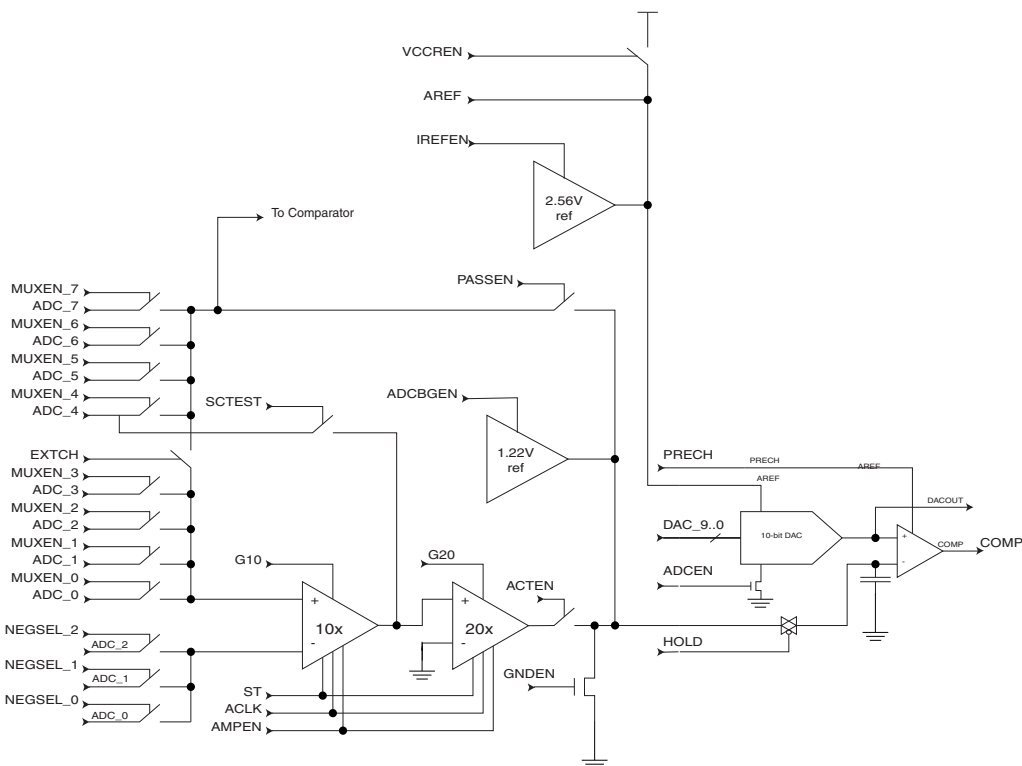 VCCREN
AREF
IREFEN
2.56V
ref
To Comparator
MUXEN_7
ADC_7
MUXEN_6
ADC_6
MUXEN_5
ADC_5
MUXEN_4
ADC_4
PASSEN
SCTEST
ADCBGEN
1.22V
ref
EXTCH
MUXEN_3
ADC_3
MUXEN_2
ADC_2
MUXEN_1
ADC_1
MUXEN_0
ADC_0
PRECH
PRECH
AREF
AREF
DACOUT
DAC_9..0
10-bit DAC
+
-
COMP
COMP
ADCEN
G10
G20
ACTEN
+
10x
-
+
20x
-
NEGSEL_2
ADC_2
NEGSEL_1
ADC_1
NEGSEL_0
ADC_0
HOLD
GNDEN
ST
ACLK
AMPEN